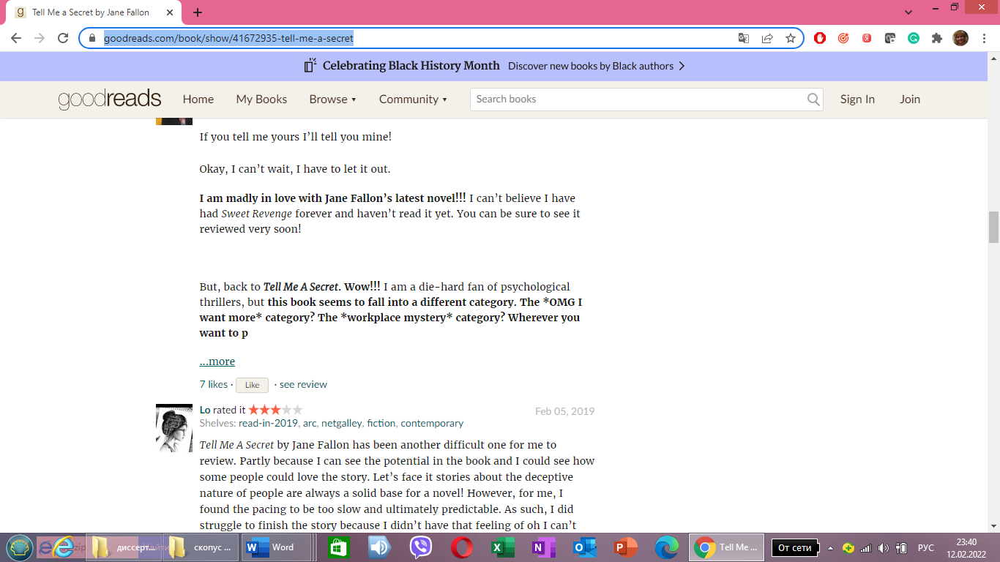 Tell Me a Secret by Jane Fallon
goodreads.com/book/show/41672935-tell-me-a-secret
Celebrating Black History Month Discover new books by Black authors
goodreads Home My Books Browse Community Search books Sign In Join
If you tell me yours I'll tell you mine!
Okay, I can't wait, I have to let it out.
I am madly in love with Jane Fallon's latest novel!!! I can't believe I have
had Sweet Revenge forever and haven't read it yet. You can be sure to see it
reviewed very soon!
But, back to Tell Me A Secret. Wow!!! I am a die-hard fan of psychological
thrillers, but this book seems to fall into a different category. The *OMG I
want more* category? The *workplace mystery* category? Wherever you
want to p
...more
7 likes · Like · see review
Lo rated it Feb 05, 2019
Shelves: read-in-2019, arc, netgalley, fiction, contemporary
Tell Me A Secret by Jane Fallon has been another difficult one for me to
review. Partly because I can see the potential in the book and I could see how
some people could love the story. Let's face it stories about the deceptive
nature of people are always a solid base for a novel! However, for me, I
found the pacing to be too slow and ultimately predictable. As such, I did
struggle to finish the story because I didn't have that feeling of oh I can't
диссерт... скопус ... Word Tell Me ... От сети РУС 23:40
12.02.2022